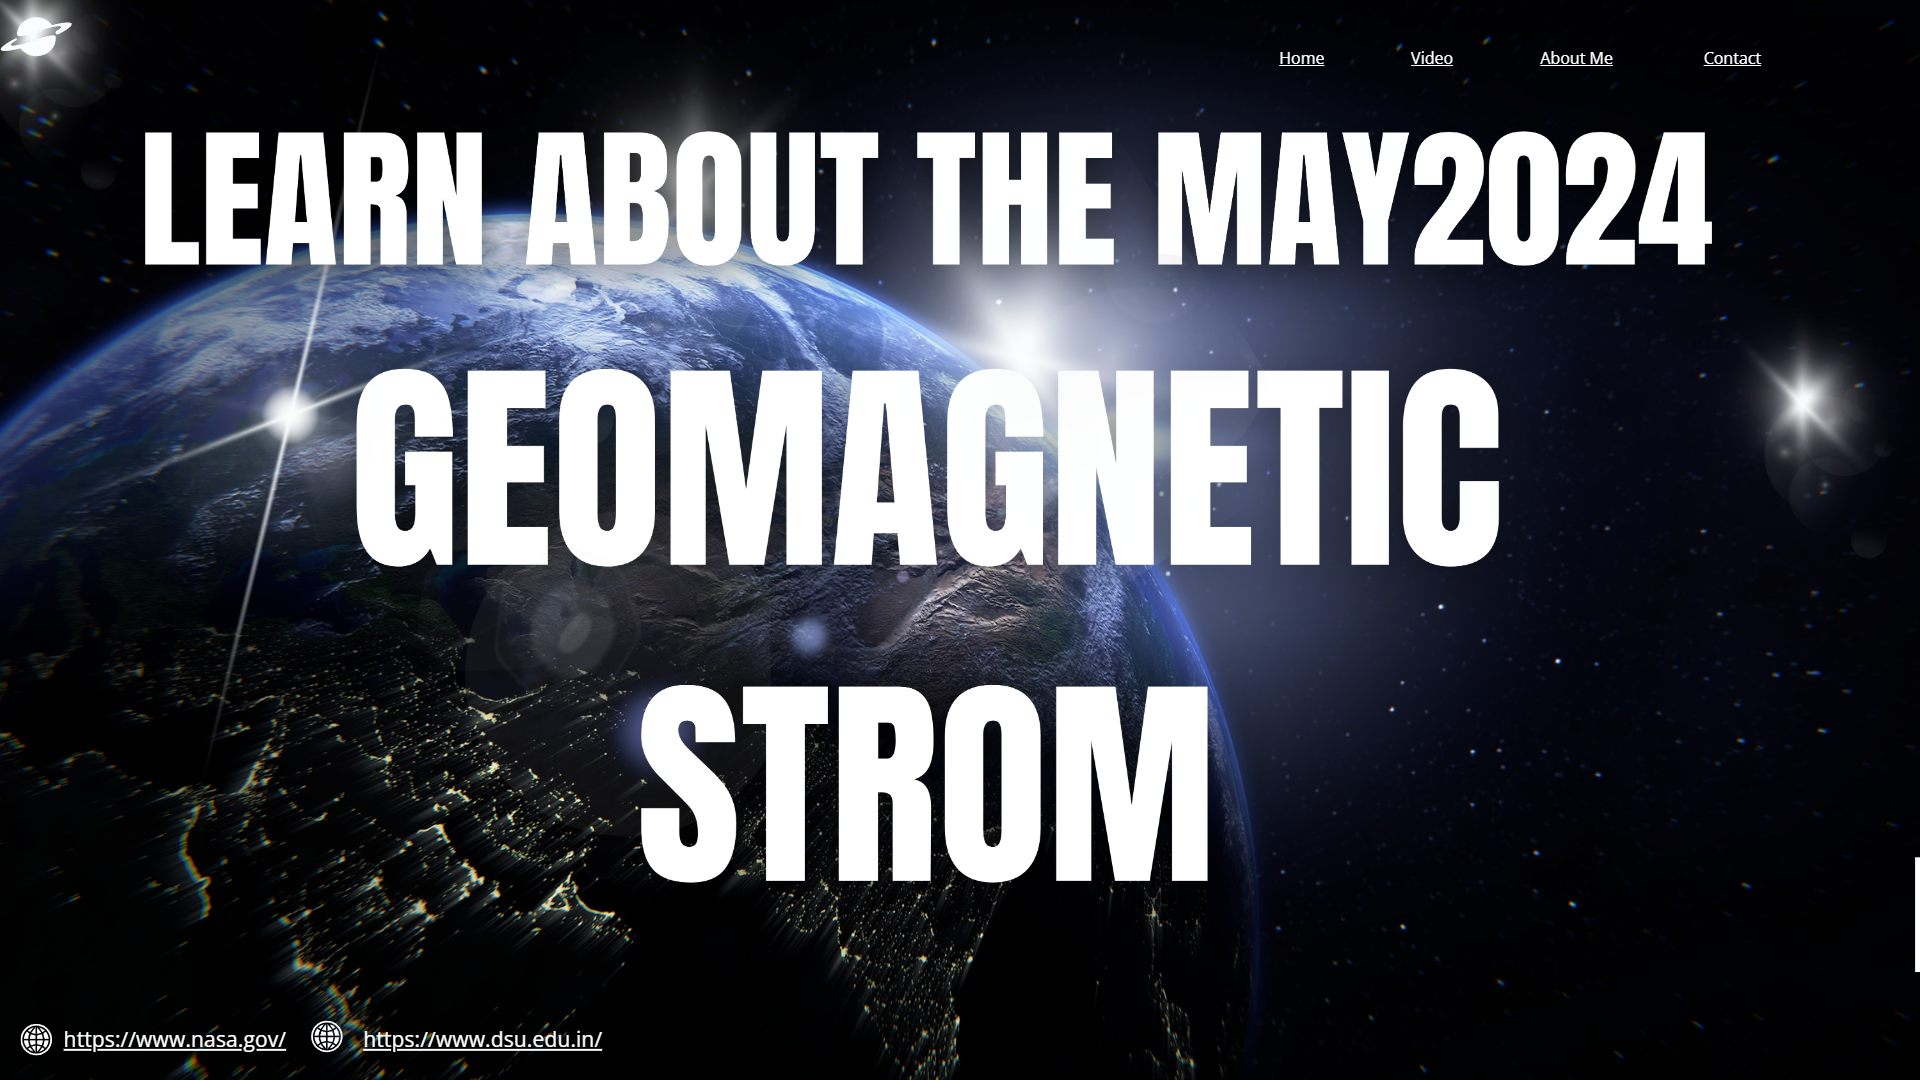 Home Video About Me Contact
LEARN ABOUT THE MAY2024
GEOMAGNETIC
STROM
https://www.nasa.gov/ https://www.dsu.edu.in/